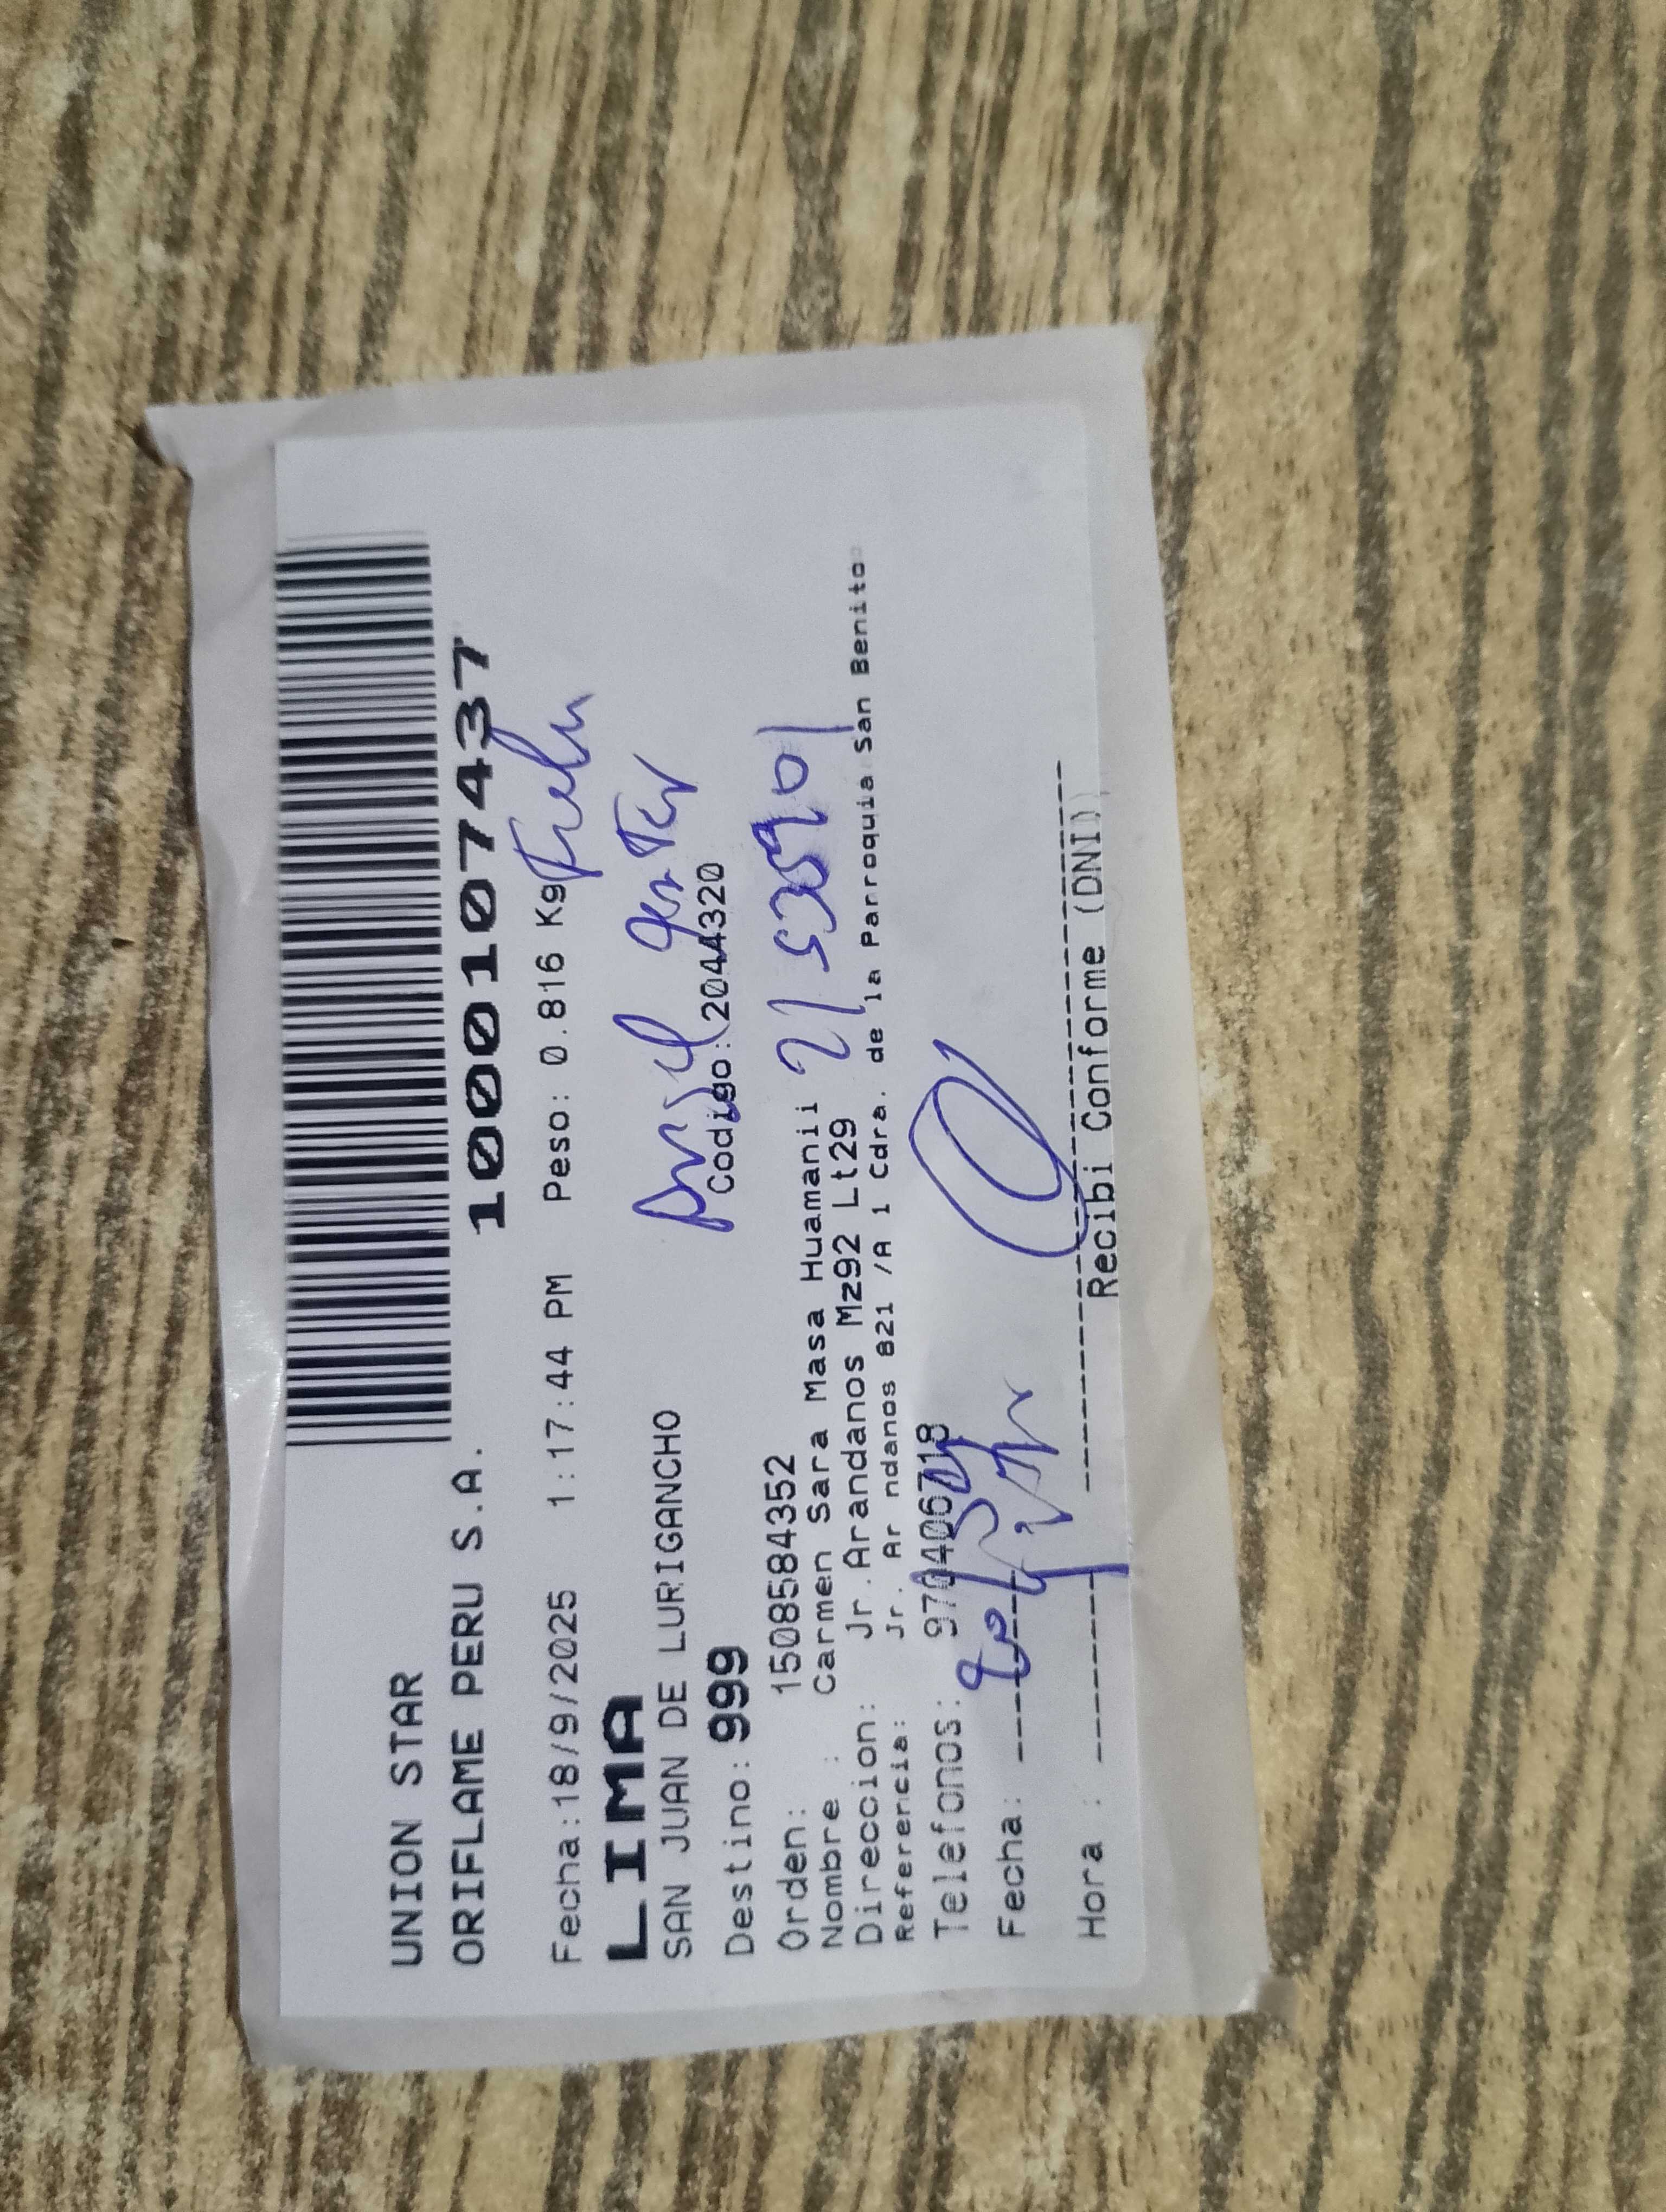 UNION STAR
ORIFLAME PERU S.A. 1000107437
Fecha:18/9/2025 1:17:44 PM Peso: 0.816 Kg
LIMA
SAN JUAN DE LURIGANCHO
Destino: 999 Codigo: 2044320
Orden: 1508584352
Nombre : Carmen Sara Masa Huamanii
Direccion: Jr.Arandanos Mz92 Lt29
Referencia: Jr. Ar ndanos 821 /A 1 Cdra. de la Parroquia San Benito
Telefonos: 970406718
Fecha:
Hora :
Recibi Conforme (DNI)